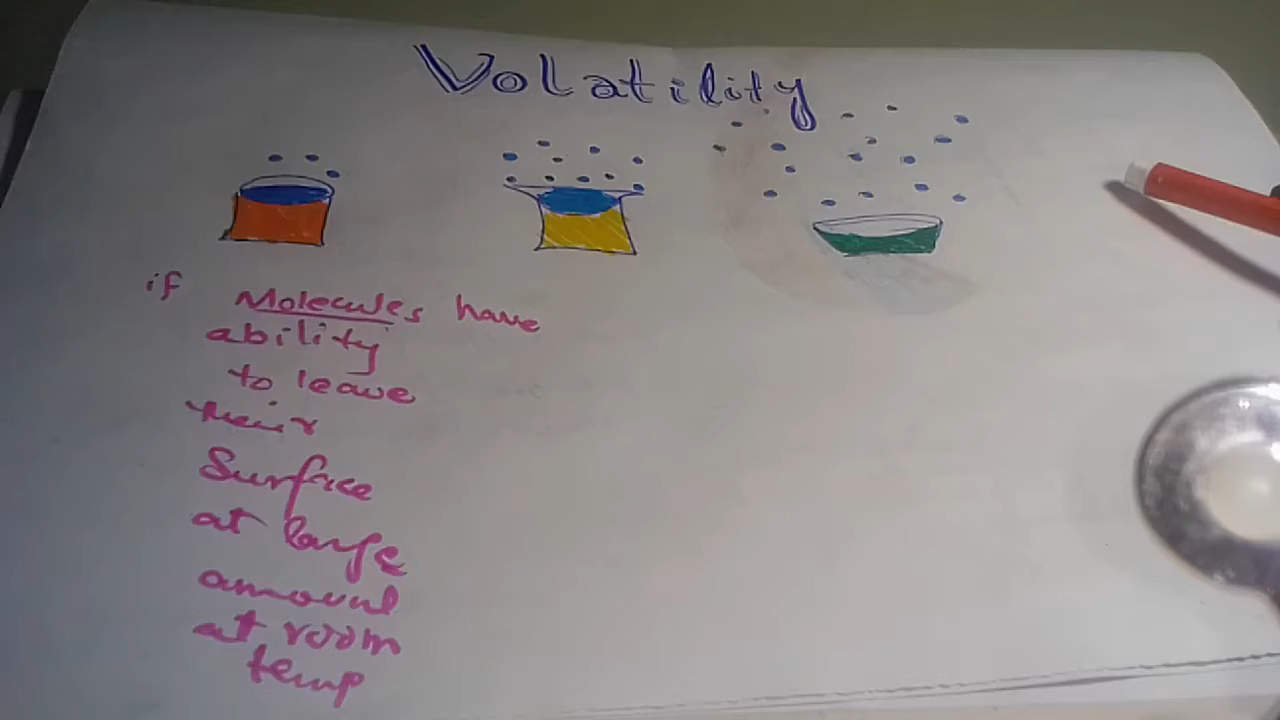 Volatility
if Molecules have
ability
to leave
their
Surface
at large
amount
at room
temp